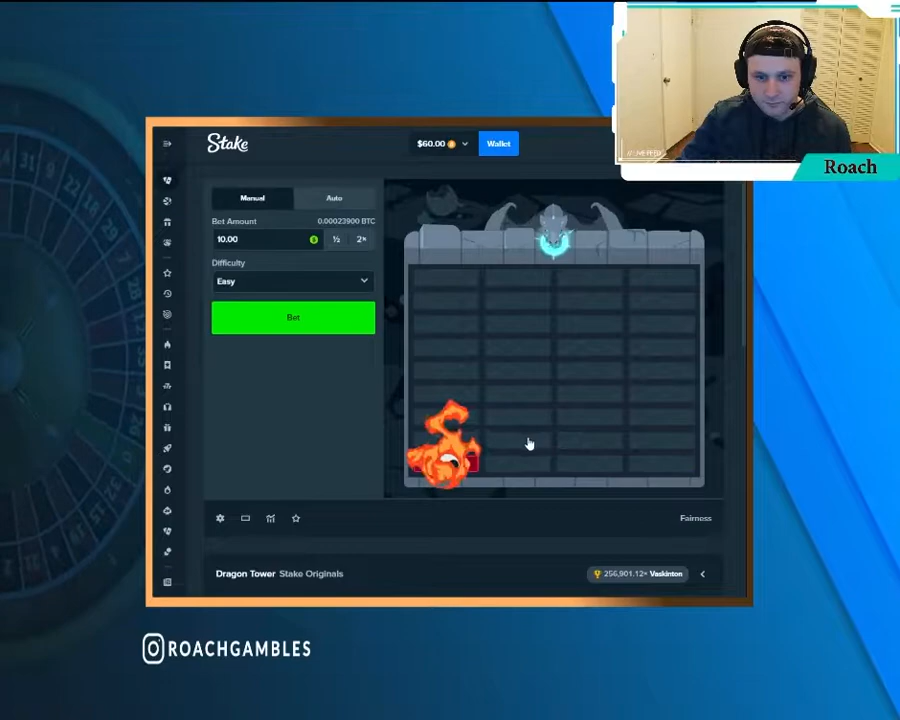 Stake
$60.00
Wallet
Roach
Manual
Auto
Bet Amount
0.00023900 BTC
10.00
½
2×
Difficulty
Easy
Bet
Fairness
Dragon Tower Stake Originals
256,901.12× Vaskinton
ROACHGAMBLES